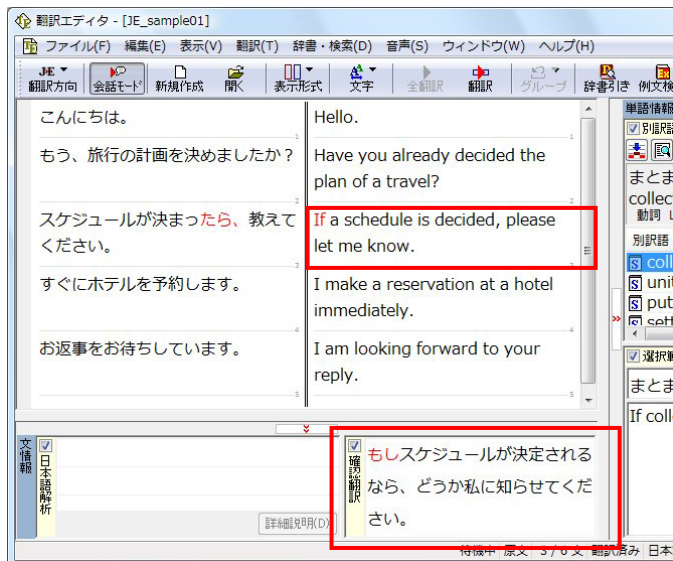 翻訳エディタ - [JE_sample01]
ファイル(F) 編集(E) 表示(V) 翻訳(T) 辞書・検索(D) 音声(S) ウィンドウ(W) ヘルプ(H)
JE
翻訳方向 会話モード 新規作成 開く 表示形式 文字 全翻訳 翻訳 グループ 辞書引き 例文検
こんにちは。
Hello.
1
1
もう、旅行の計画を決めましたか?
Have you already decided the
plan of a travel?
2
2
スケジュールが決まったら、教えて
ください。
If a schedule is decided, please
let me know.
3
すぐにホテルを予約します。
I make a reservation at a hotel
immediately.
4
4
お返事をお待ちしています。
I am looking forward to your
reply.
5
5
単語情報
別訳語
まとま
collec
動詞
別訳語
coll
unit
put
sett
選択範
まとま
If colle
文情報
日本語解析
詳細説明(D)
確認翻訳
もしスケジュールが決定される
なら、どうか私に知らせてくだ
さい。
待機中 原文 3 / 6 文 翻訳済み 日本